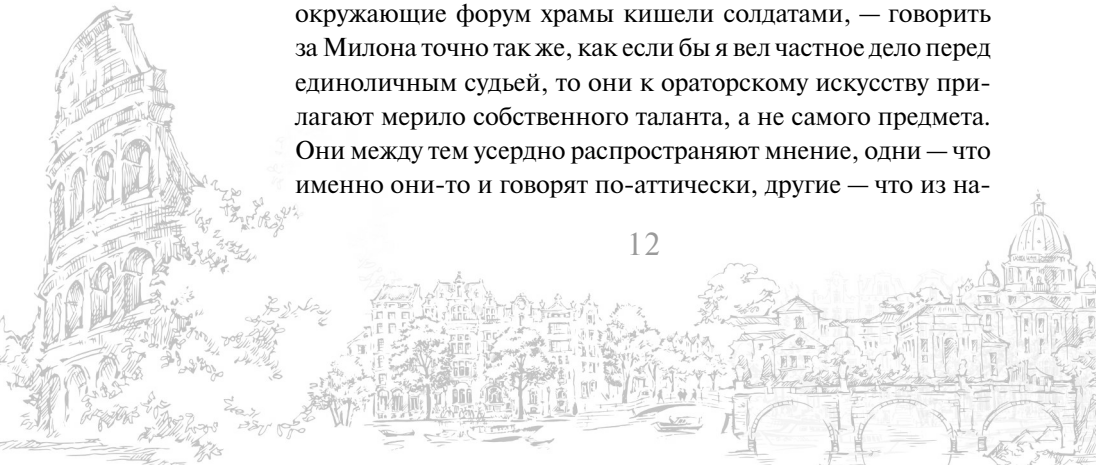 окружающие форум храмы кишели солдатами, — говорить
за Милона точно так же, как если бы я вел частное дело перед
единоличным судьей, то они к ораторскому искусству при-
лагают мерило собственного таланта, а не самого предмета.
Они между тем усердно распространяют мнение, одни — что
именно они-то и говорят по-аттически, другие — что из на-
12